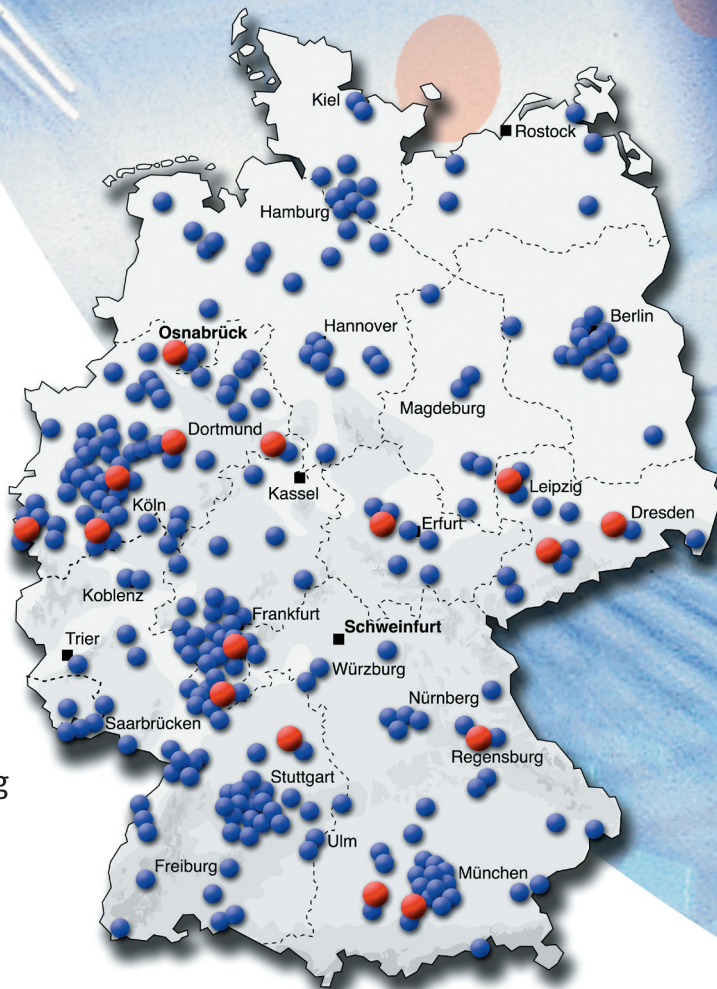 Kiel
Rostock
Hamburg
Berlin
Osnabrück
Hannover
Magdeburg
Dortmund
Kassel
Leipzig
Köln
Erfurt
Dresden
Koblenz
Frankfurt
Schweinfurt
Trier
Würzburg
Nürnberg
Saarbrücken
Regensburg
Stuttgart
g
Ulm
Freiburg
München